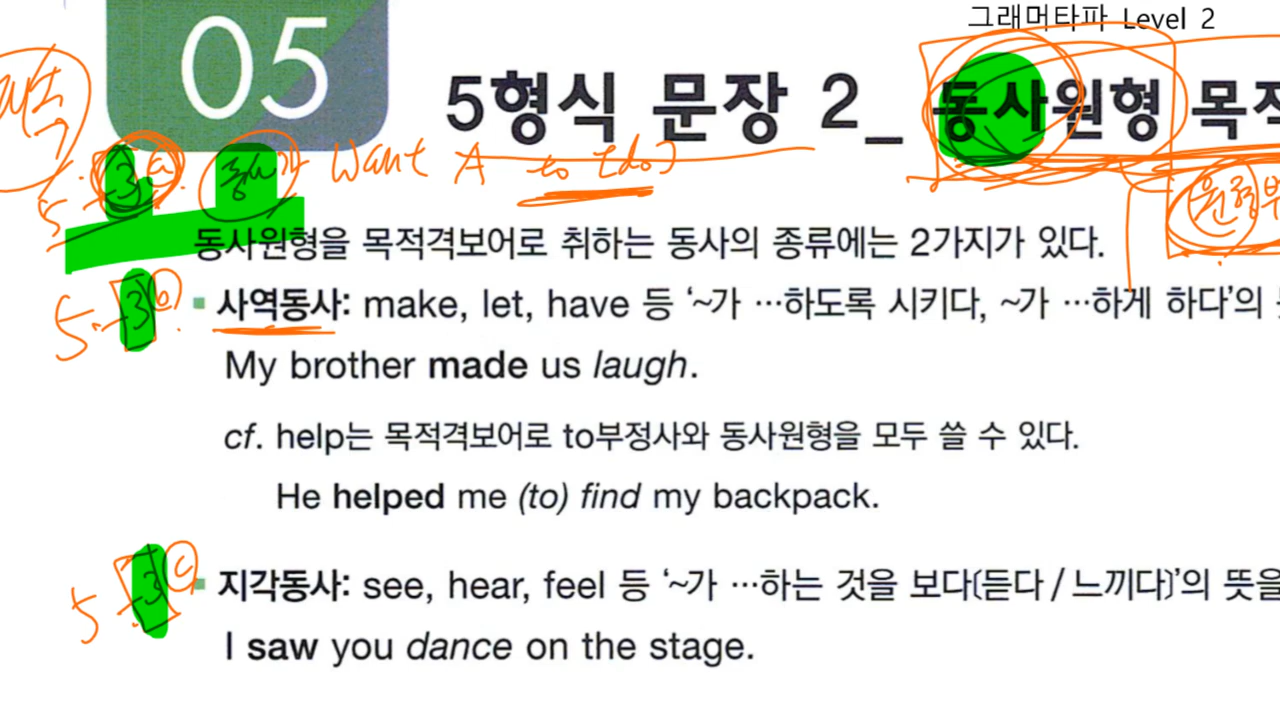 그래머타파 Level 2
05
5형식 문장 2_ 동사원형 목적
5-3 a Want A to (do)
동사원형을 목적격보어로 취하는 동사의 종류에는 2가지가 있다.
5-3 b
사역동사: make, let, have 등 ‘~가 …하도록 시키다, ~가 …하게 하다’의
My brother made us laugh.
cf. help는 목적격보어로 to부정사와 동사원형을 모두 쓸 수 있다.
He helped me (to) find my backpack.
5-3 c
지각동사: see, hear, feel 등 ‘~가 …하는 것을 보다(듣다 / 느끼다)’의 뜻을
I saw you dance on the stage.